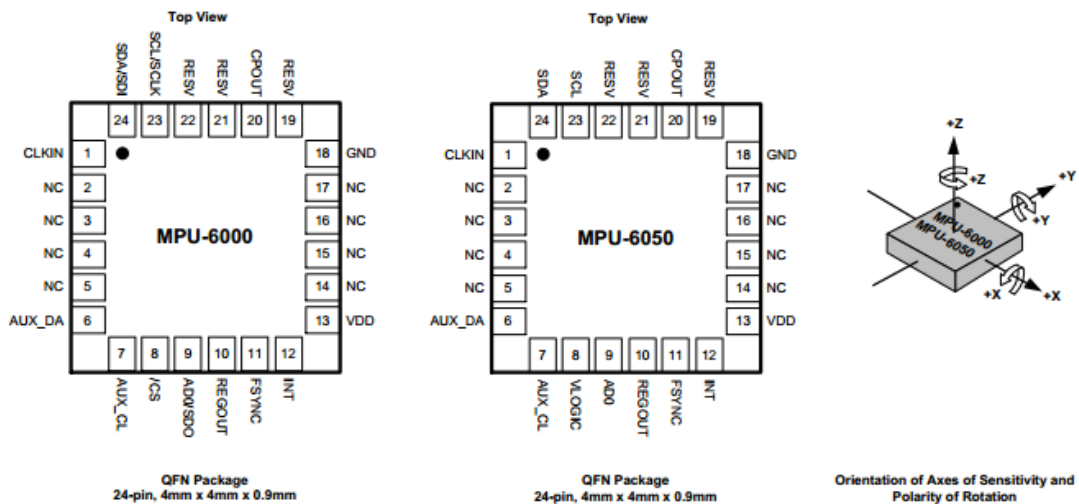 Top View
SDA/SDI
SCL/SCLK
RESV
RESV
CPOUT
RESV
24 23 22 21 20 19
CLKIN 1
18 GND
NC 2
17 NC
NC 3
16 NC
MPU-6000
NC 4
15 NC
NC 5
14 NC
AUX_DA 6
13 VDD
7 8 9 10 11 12
AUX_CL
/CS
AD0/SDO
REGOUT
FSYNC
INT
QFN Package
24-pin, 4mm x 4mm x 0.9mm
Top View
SDA
SCL
RESV
RESV
CPOUT
RESV
24 23 22 21 20 19
CLKIN 1
18 GND
NC 2
17 NC
NC 3
16 NC
MPU-6050
NC 4
15 NC
NC 5
14 NC
AUX_DA 6
13 VDD
7 8 9 10 11 12
AUX_CL
VLOGIC
AD0
REGOUT
FSYNC
INT
QFN Package
24-pin, 4mm x 4mm x 0.9mm
+Z
+Z
+Y
+Y
MPU-6000
MPU-6050
+X
+X
Orientation of Axes of Sensitivity and
Polarity of Rotation